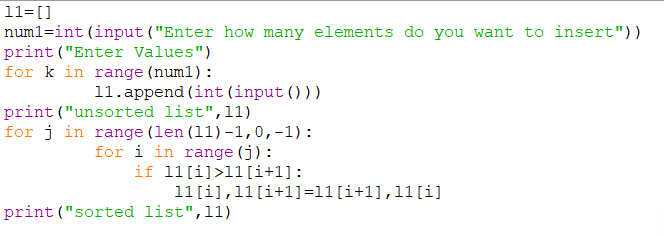 l1=[]
num1=int(input("Enter how many elements do you want to insert"))
print("Enter Values")
for k in range(num1):
        l1.append(int(input()))
print("unsorted list",l1)
for j in range(len(l1)-1,0,-1):
        for i in range(j):
            if l1[i]>l1[i+1]:
                l1[i],l1[i+1]=l1[i+1],l1[i]
print("sorted list",l1)